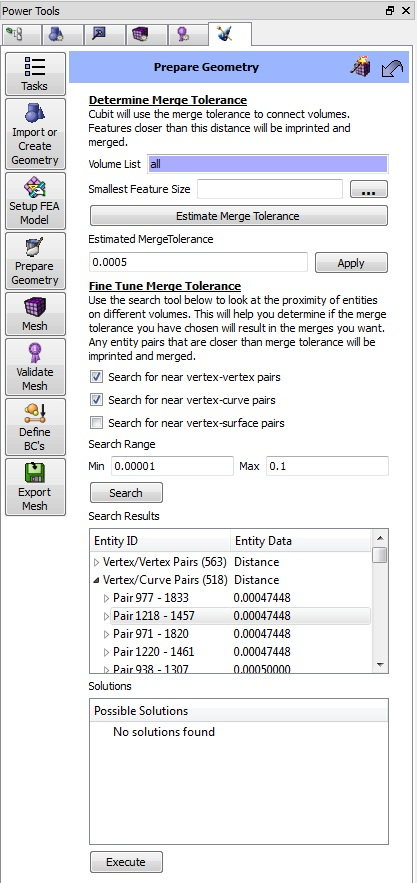 Power Tools
Tasks
Import or
Create
Geometry
Setup FEA
Model
Prepare
Geometry
Mesh
Validate
Mesh
Define
BC's
Export
Mesh
Prepare Geometry
Determine Merge Tolerance
Cubit will use the merge tolerance to connect volumes.
Features closer than this distance will be imprinted and
merged.
Volume List all
Smallest Feature Size ...
Estimate Merge Tolerance
Estimated MergeTolerance
0.0005 Apply
Fine Tune Merge Tolerance
Use the search tool below to look at the proximity of entities
on different volumes. This will help you determine if the merge
tolerance you have chosen will result in the merges you want.
Any entity pairs that are closer than merge tolerance will be
imprinted and merged.
Search for near vertex-vertex pairs
Search for near vertex-curve pairs
Search for near vertex-surface pairs
Search Range
Min 0.00001 Max 0.1
Search
Search Results
Entity ID Entity Data
Vertex/Vertex Pairs (563) Distance
Vertex/Curve Pairs (518) Distance
Pair 977 - 1833 0.00047448
Pair 1218 - 1457 0.00047448
Pair 971 - 1820 0.00047448
Pair 1220 - 1461 0.00047448
Pair 938 - 1307 0.00050000
Solutions
Possible Solutions
No solutions found
Execute